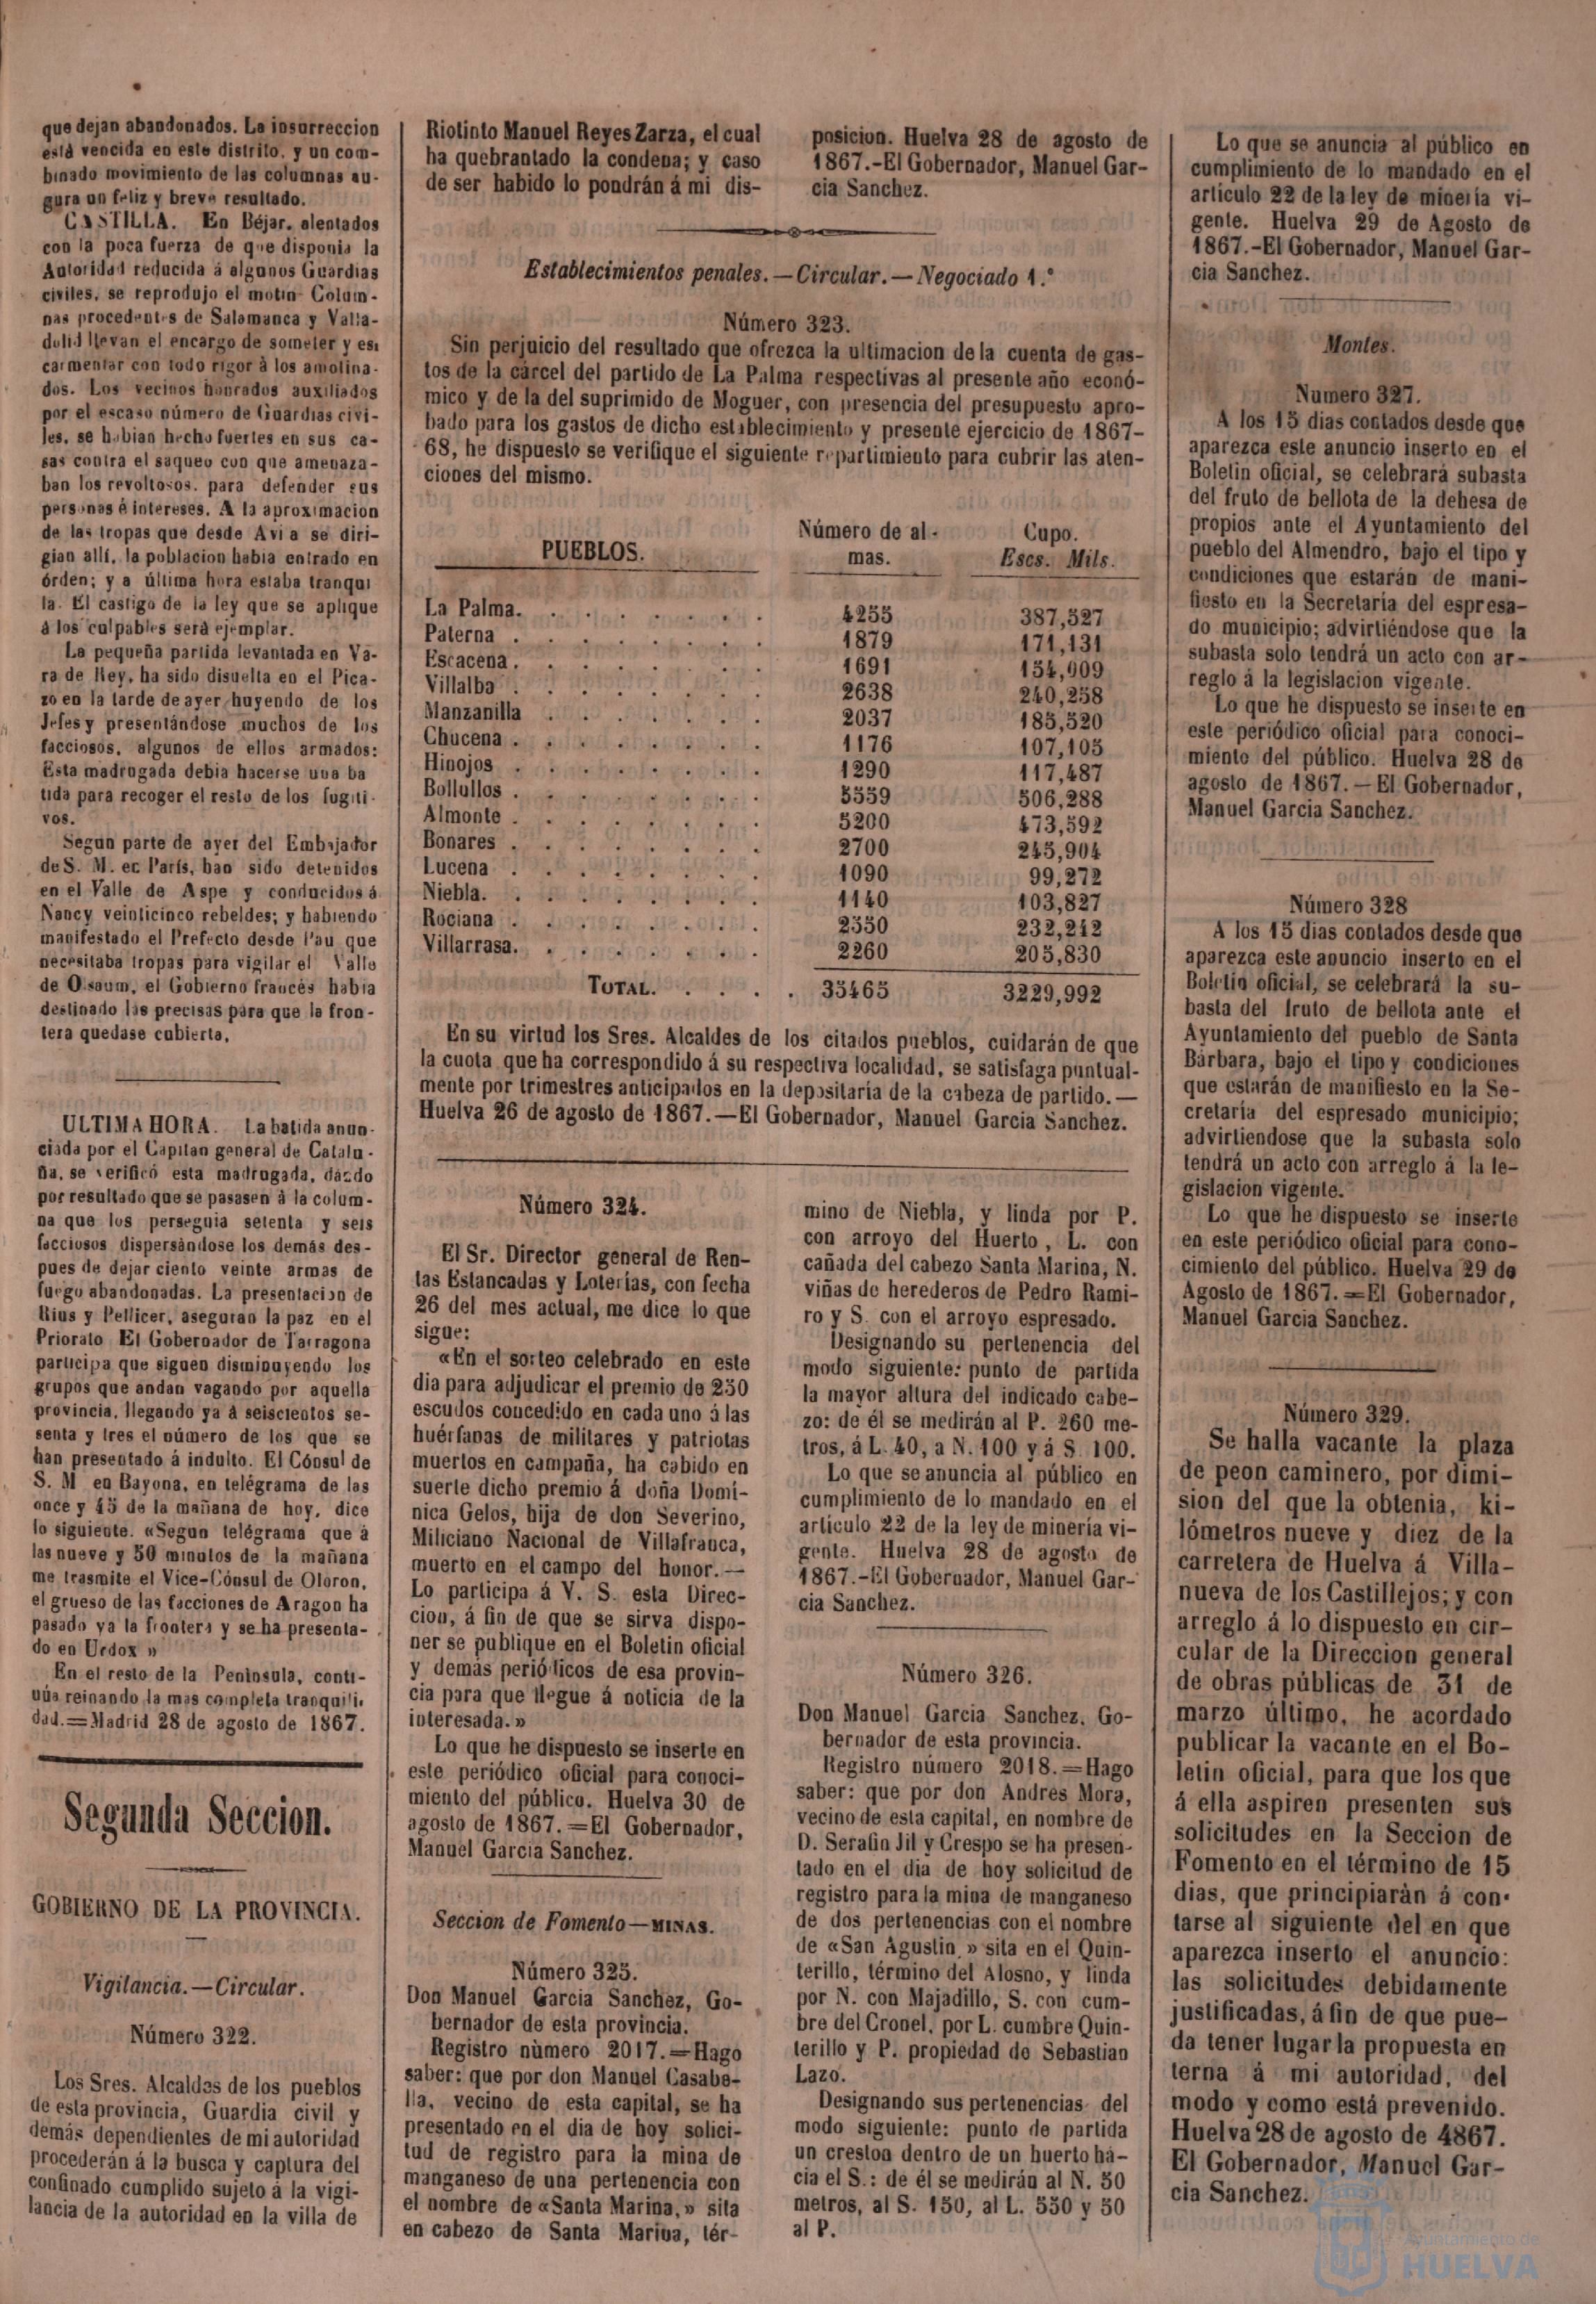 que dejan abandonados. La insurreccion
está vencida en este distrito, y un com-
binado movimiento de las columnas au-
gura un feliz y breve resultado.
CASTILLA. En Béjar, alentados
con la poca fuerza de que disponia la
Autoridad reducida á algunos Guardias
civiles, se reprodujo el motin- Colum-
nas procedentes de Salamanca y Valla-
dolid llevan el encargo de someter y es
carmentar con todo rigor à los amotina-
dos. Los vecinos honrados auxiliados
por el escaso número de Guardias civi-
les, se habian hecho fuertes en sus ca-
sas contra el saqueo con que amenaza-
ban los revoltosos. para defender sus
personas é intereses. A la aproximacion
de las tropas que desde Avi a se diri-
gian allí, la poblacion habia entrado en
órden; y a última hora estaba tranqui
la. El castigo de la ley que se aplique
á los culpables será ejemplar.
La pequeña partida levantada en Va-
ra de Rey, ha sido disuelta en el Pica-
zo en la tarde de ayer, huyendo de los
Jefes y presentándose muchos de los
facciosos, algunos de ellos armados:
Esta madrugada debia hacerse una ba
tida para recoger el resto de los fugiti-
vos.
Segun parte de ayer del Embajador
de S. M. en París, han sido detenidos
en el Valle de Aspe y conducidos á
Nancy veinticinco rebeldes; y habiendo
manifestado el Prefecto desde Pau que
necesitaba tropas para vigilar el Valle
de Ossaum, el Gobierno francés habia
destinado las precisas para que la fron-
tera quedase cubierta,
ULTIMA HORA. La batida anun-
ciada por el Capitan general de Catalu-
ña, se verificó esta madrugada, dando
por resultado que se pasasen à la colum-
na que los perseguia setenta y seis
facciosos dispersándose los demás des-
pues de dejar ciento veinte armas de
fuego abandonadas. La presentacion de
Rius y Pellicer, aseguran la paz en el
Priorato El Gobernador de Tarragona
participa que siguen disminuyendo los
grupos que andan vagando por aquella
provincia, llegando ya à seiscientos se-
senta y tres el número de los que se
han presentado á indulto. El Cónsul de
S. M en Bayona, en telégrama de las
once y 45 de la mañana de hoy, dice
lo siguiente. «Segun telégrama que à
las nueve y 50 minutos de la mañana
me trasmite el Vice-Cónsul de Oloron,
el grueso de las facciones de Aragon ha
pasado ya la frontera y se ha presenta-
do en Urdox »
En el resto de la Peninsula, conti-
núa reinando la mas completa tranquili
dad.=Madrid 28 de agosto de 1867.
Segunda Seccion.
GOBIERNO DE LA PROVINCIA.
Vigilancia.—Circular.
Número 322.
Los Sres. Alcaldes de los pueblos
de esta provincia, Guardia civil y
demás dependientes de mi autoridad
procederán á la busca y captura del
confinado cumplido sujeto á la vigi-
lancia de la autoridad en la villa de
Riotinto Manuel Reyes Zarza, el cual
ha quebrantado la condena; y caso
de ser habido lo pondrán á mi dis-
posicion. Huelva 28 de agosto de
1867.-El Gobernador, Manuel Gar-
cia Sanchez.
Establecimientos penales.—Circular.—Negociado 1.º
Número 323.
Sin perjuicio del resultado que ofrezca la ultimacion de la cuenta de gas-
tos de la cárcel del partido de La Palma respectivas al presente año econó-
mico y de la del suprimido de Moguer, con presencia del presupuesto apro-
bado para los gastos de dicho establecimiento y presente ejercicio de 1867-
68, he dispuesto se verifique el siguiente repartimiento para cubrir las aten-
ciones del mismo.
PUEBLOS. Número de al- Cupo.
mas. Escs. Mils.
La Palma. . . . . . . . . 4255 387,527
Paterna . . . . . . . . . 1879 171,131
Escacena. . . . . . . . . 1691 154,009
Villalba . . . . . . . . . 2638 240,258
Manzanilla . . . . . . . . 2037 185,520
Chucena . . . . . . . . . 1176 107,105
Hinojos . . . . . . . . . 1290 117,487
Bollullos . . . . . . . . . 5559 506,288
Almonte . . . . . . . . . 5200 473,592
Bonares . . . . . . . . . 2700 245,904
Lucena . . . . . . . . . 1090 99,272
Niebla. . . . . . . . . . 1140 103,827
Rociana . . . . . . . . . 2550 232,242
Villarrasa. . . . . . . . . 2260 205,830
TOTAL. . . . . . 35465 3229,992
En su virtud los Sres. Alcaldes de los citados pueblos, cuidarán de que
la cuota que ha correspondido á su respectiva localidad, se satisfaga puntual-
mente por trimestres anticipados en la depositaría de la cabeza de partido.—
Huelva 26 de agosto de 1867.—El Gobernador, Manuel Garcia Sanchez.
Número 324.
El Sr. Director general de Ren-
tas Estancadas y Loterías, con fecha
26 del mes actual, me dice lo que
sigue:
«En el sorteo celebrado en este
dia para adjudicar el premio de 250
escudos concedido en cada uno á las
huérfanas de militares y patriotas
muertos en campaña, ha cabido en
suerte dicho premio á doña Domi-
nica Gelos, hija de don Severino,
Miliciano Nacional de Villafranca,
muerto en el campo del honor.—
Lo participa á V. S. esta Direc-
cion, á fin de que se sirva dispo-
ner se publique en el Boletin oficial
y demás periódicos de esa provin-
cia para que llegue á noticia de la
interesada.»
Lo que he dispuesto se inserte en
este periódico oficial para conoci-
miento del público. Huelva 30 de
agosto de 1867.=El Gobernador,
Manuel Garcia Sanchez.
Seccion de Fomento—MINAS.
Número 325.
Don Manuel Garcia Sanchez, Go-
bernador de esta provincia.
Registro nùmero 2017.=Hago
saber: que por don Manuel Casabe-
lla, vecino de esta capital, se ha
presentado en el dia de hoy solici-
tud de registro para la mina de
manganeso de una pertenencia con
el nombre de «Santa Marina,» sita
en cabezo de Santa Marina, tér-
mino de Niebla, y linda por P.
con arroyo del Huerto, L. con
cañada del cabezo Santa Marina, N.
viñas de herederos de Pedro Rami-
ro y S. con el arroyo espresado.
Designando su pertenencia del
modo siguiente: punto de partida
la mayor altura del indicado cabe-
zo: de él se medirán al P. 260 me-
tros, á L. 40, a N. 100 y á S. 100.
Lo que se anuncia al público en
cumplimiento de lo mandado en el
artículo 22 de la ley de minería vi-
gente. Huelva 28 de agosto de
1867.-El Gobernador, Manuel Gar-
cia Sanchez.
Número 326.
Don Manuel Garcia Sanchez, Go-
bernador de esta provincia.
Registro número 2018.=Hago
saber: que por don Andrés Mora,
vecino de esta capital, en nombre de
D. Serafin Jil y Crespo se ha presen-
tado en el dia de hoy solicitud de
registro para la mina de manganeso
de dos pertenencias con el nombre
de «San Agustin,» sita en el Quin-
terillo, término del Alosno, y linda
por N. con Majadillo, S. con cum-
bre del Cronel, por L. cumbre Quin-
terillo y P. propiedad de Sebastian
Lazo.
Designando sus pertenencias del
modo siguiente: punto de partida
un creston dentro de un huerto há-
cia el S.: de él se medirán al N. 50
metros, al S. 150, al L. 550 y 50
al P.
Lo que se anuncia al público en
cumplimiento de lo mandado en el
artículo 22 de la ley de minería vi-
gente. Huelva 29 de Agosto de
1867.-El Gobernador, Manuel Gar-
cia Sanchez.
Montes.
Numero 327.
A los 15 dias contados desde que
aparezca este anuncio inserto en el
Boletin oficial, se celebrará subasta
del fruto de bellota de la dehesa de
propios ante el Ayuntamiento del
pueblo del Almendro, bajo el tipo y
condiciones que estarán de mani-
fiesto en la Secretaría del espresa-
do municipio; advirtiéndose que la
subasta solo tendrá un acto con ar-
reglo á la legislacion vigente.
Lo que he dispuesto se inserte en
este periódico oficial para conoci-
miento del público. Huelva 28 de
agosto de 1867.—El Gobernador,
Manuel Garcia Sanchez.
Número 328
A los 15 dias contados desde que
aparezca este anuncio inserto en el
Boletin oficial, se celebrará la su-
basta del fruto de bellota ante el
Ayuntamiento del pueblo de Santa
Bárbara, bajo el tipo y condiciones
que estarán de manifiesto en la Se-
cretaría del espresado municipio;
advirtiendose que la subasta solo
tendrá un acto con arreglo á la le-
gislacion vigente.
Lo que he dispuesto se inserte
en este periódico oficial para cono-
cimiento del público. Huelva 29 de
Agosto de 1867.=El Gobernador,
Manuel Garcia Sanchez.
Número 329.
Se halla vacante la plaza
de peon caminero, por dimi-
sion del que la obtenia, ki-
lómetros nueve y diez de la
carretera de Huelva á Villa-
nueva de los Castillejos; y con
arreglo á lo dispuesto en cir-
cular de la Direccion general
de obras públicas de 31 de
marzo último, he acordado
publicar la vacante en el Bo-
letin oficial, para que los que
á ella aspiren presenten sus
solicitudes en la Seccion de
Fomento en el término de 15
dias, que principiaràn á con-
tarse al siguiente del en que
aparezca inserto el anuncio:
las solicitudes debidamente
justificadas, á fin de que pue-
da tener lugar la propuesta en
terna á mi autoridad, del
modo y como está prevenido.
Huelva 28 de agosto de 4867.
El Gobernador, Manuel Gar-
cia Sanchez.
Ayuntamiento de
HUELVA